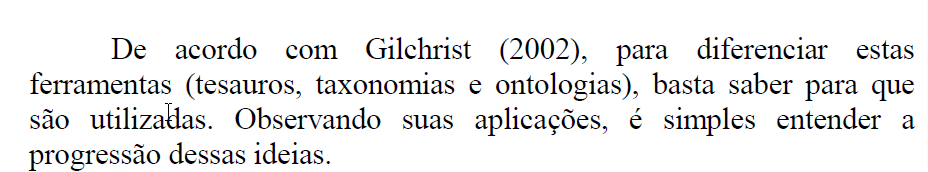 De acordo com Gilchrist (2002), para diferenciar estas
ferramentas (tesauros, taxonomias e ontologias), basta saber para que
são utilizadas. Observando suas aplicações, é simples entender a
progressão dessas ideias.